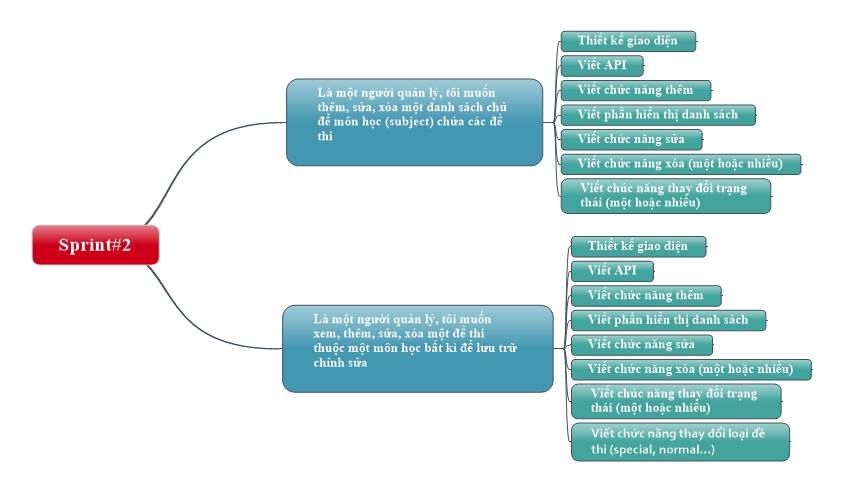 Sprint#2
Là một người quản lý, tôi muốn
thêm, sửa, xóa một danh sách chủ
đề môn học (subject) chứa các đề
thi
Thiết kế giao diện
Viết API
Viết chức năng thêm
Viết phần hiển thị danh sách
Viết chức năng sửa
Viết chức năng xóa (một hoặc nhiều)
Viết chúc năng thay đổi trạng
thái (một hoặc nhiều)
Là một người quản lý, tôi muốn
xem, thêm, sửa, xóa một đề thi
thuộc một môn học bất kì để lưu trữ
chỉnh sửa
Thiết kế giao diện
Viết API
Viết chức năng thêm
Viết phần hiển thị danh sách
Viết chức năng sửa
Viết chức năng xóa (một hoặc nhiều)
Viết chúc năng thay đổi trạng
thái (một hoặc nhiều)
Viết chức năng thay đổi loại đề
thi (special, normal...)